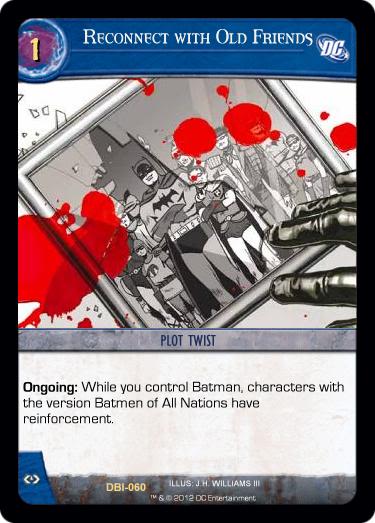 1
RECONNECT WITH OLD FRIENDS
DC
PLOT TWIST
Ongoing: While you control Batman, characters with
the version Batmen of All Nations have
reinforcement.
DBI-060
ILLUS: J.H. WILLIAMS III
™ & © 2012 DC Entertainment